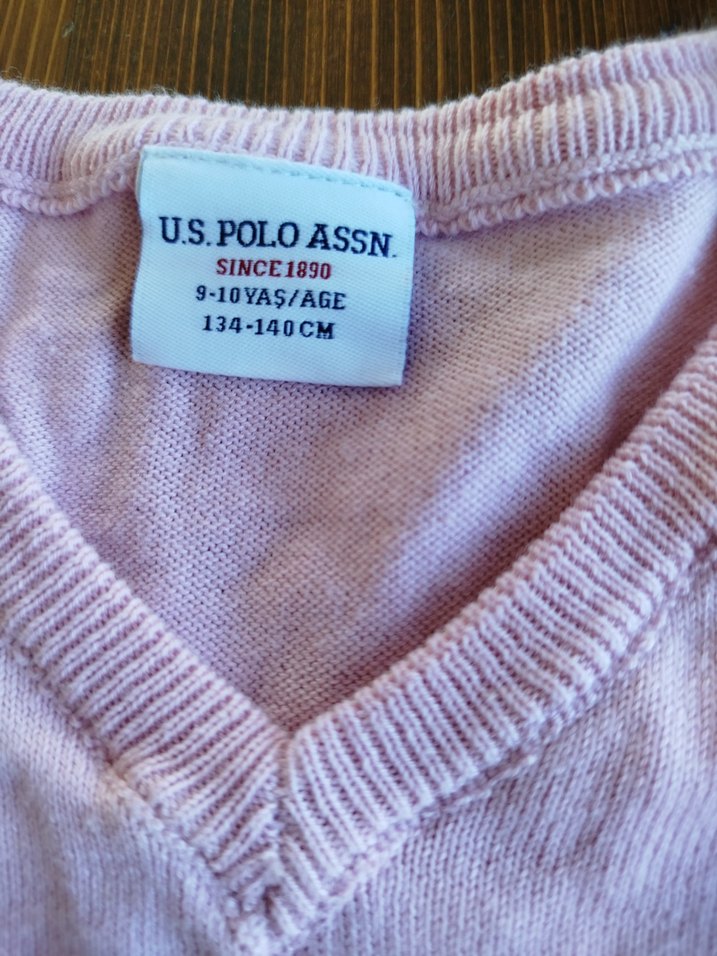 U.S. POLO ASSN.
SINCE 1890
9-10 YAŞ/AGE
134-140 CM